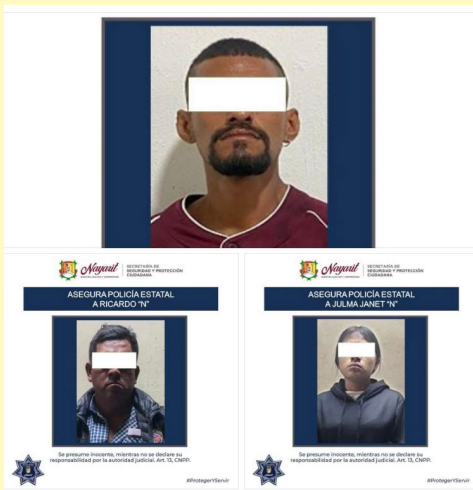 Nayarit
SECRETARÍA DE
SEGURIDAD Y PROTECCIÓN
CIUDADANA
ASEGURA POLICÍA ESTATAL
A RICARDO "N"
Se presume inocente, mientras no se declare su
responsabilidad por la autoridad judicial. Art. 13, CNPP.
#ProtegerYServir
Nayarit
SECRETARÍA DE
SEGURIDAD Y PROTECCIÓN
CIUDADANA
ASEGURA POLICÍA ESTATAL
A JULMA JANET "N"
Se presume inocente, mientras no se declare su
responsabilidad por la autoridad judicial. Art. 13, CNPP.
#ProtegerYServir